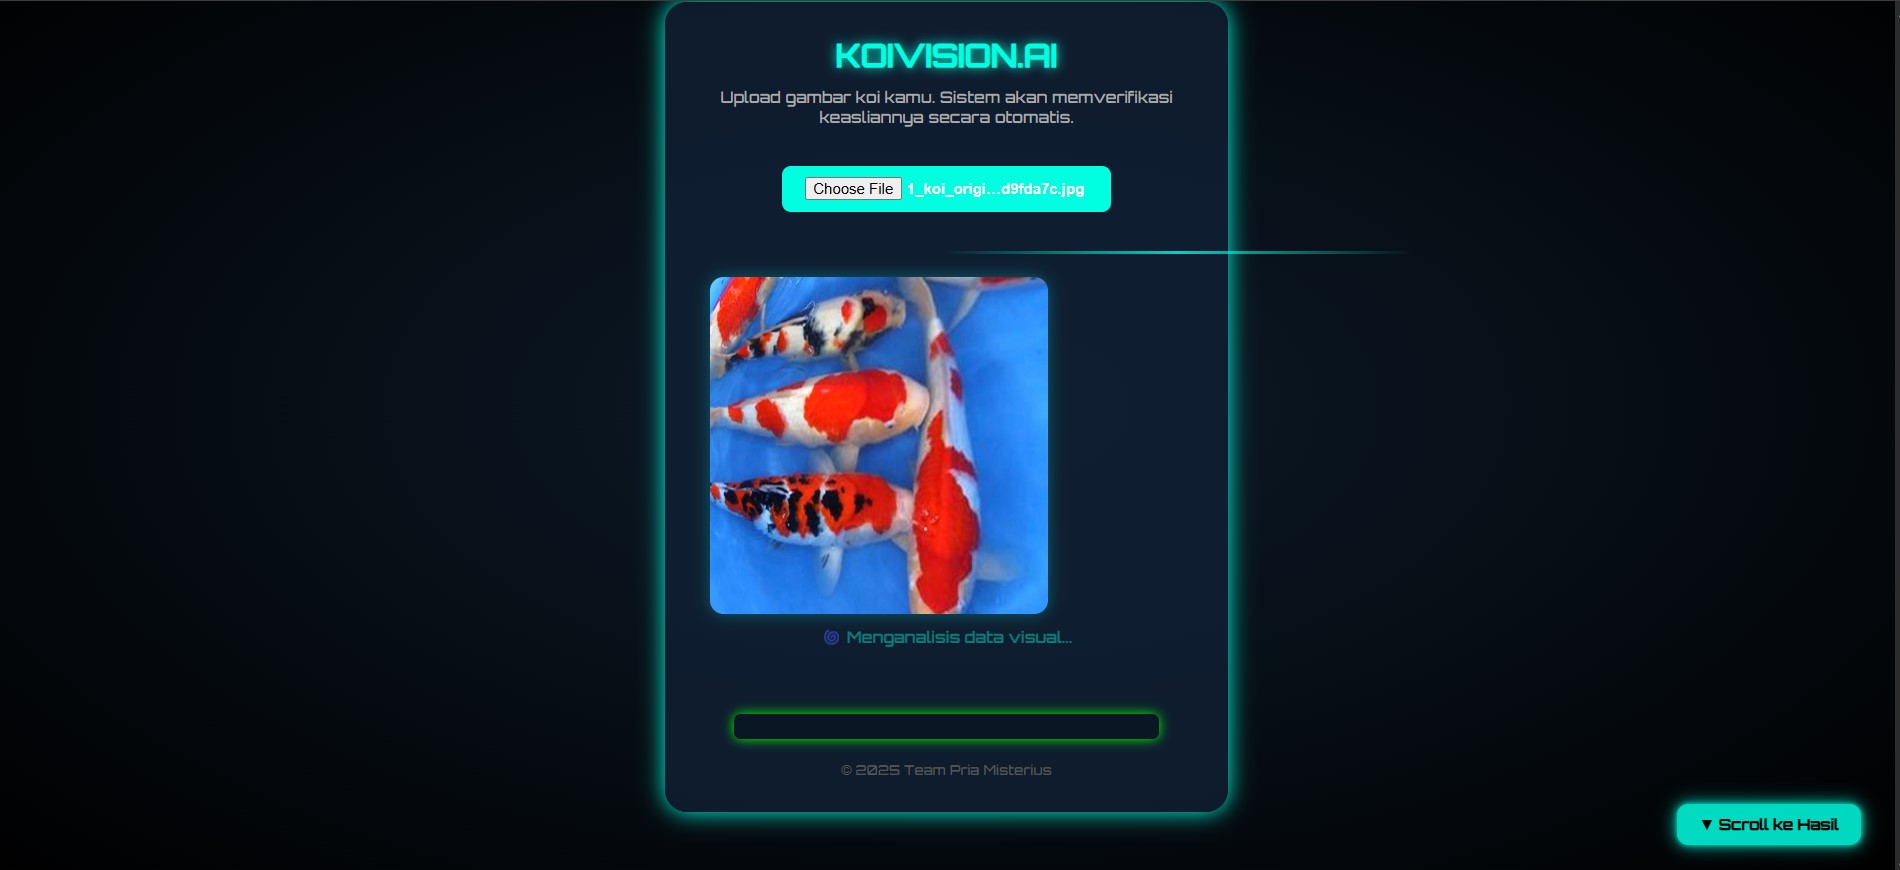 KOIVISION.AI
Upload gambar koi kamu. Sistem akan memverifikasi
keasliannya secara otomatis.
Choose File 1_koi_origi...d9fda7c.jpg
🌀 Menganalisis data visual...
© 2025 Team Pria Misterius
▼ Scroll ke Hasil